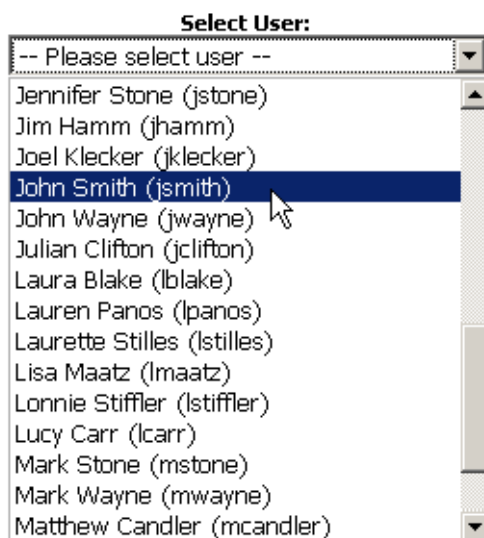 Select User:
-- Please select user --
Jennifer Stone (jstone)
Jim Hamm (jhamm)
Joel Klecker (jklecker)
John Smith (jsmith)
John Wayne (jwayne)
Julian Clifton (jclifton)
Laura Blake (lblake)
Lauren Panos (lpanos)
Laurette Stilles (lstilles)
Lisa Maatz (lmaatz)
Lonnie Stiffler (lstiffler)
Lucy Carr (lcarr)
Mark Stone (mstone)
Mark Wayne (mwayne)
Matthew Candler (mcandler)